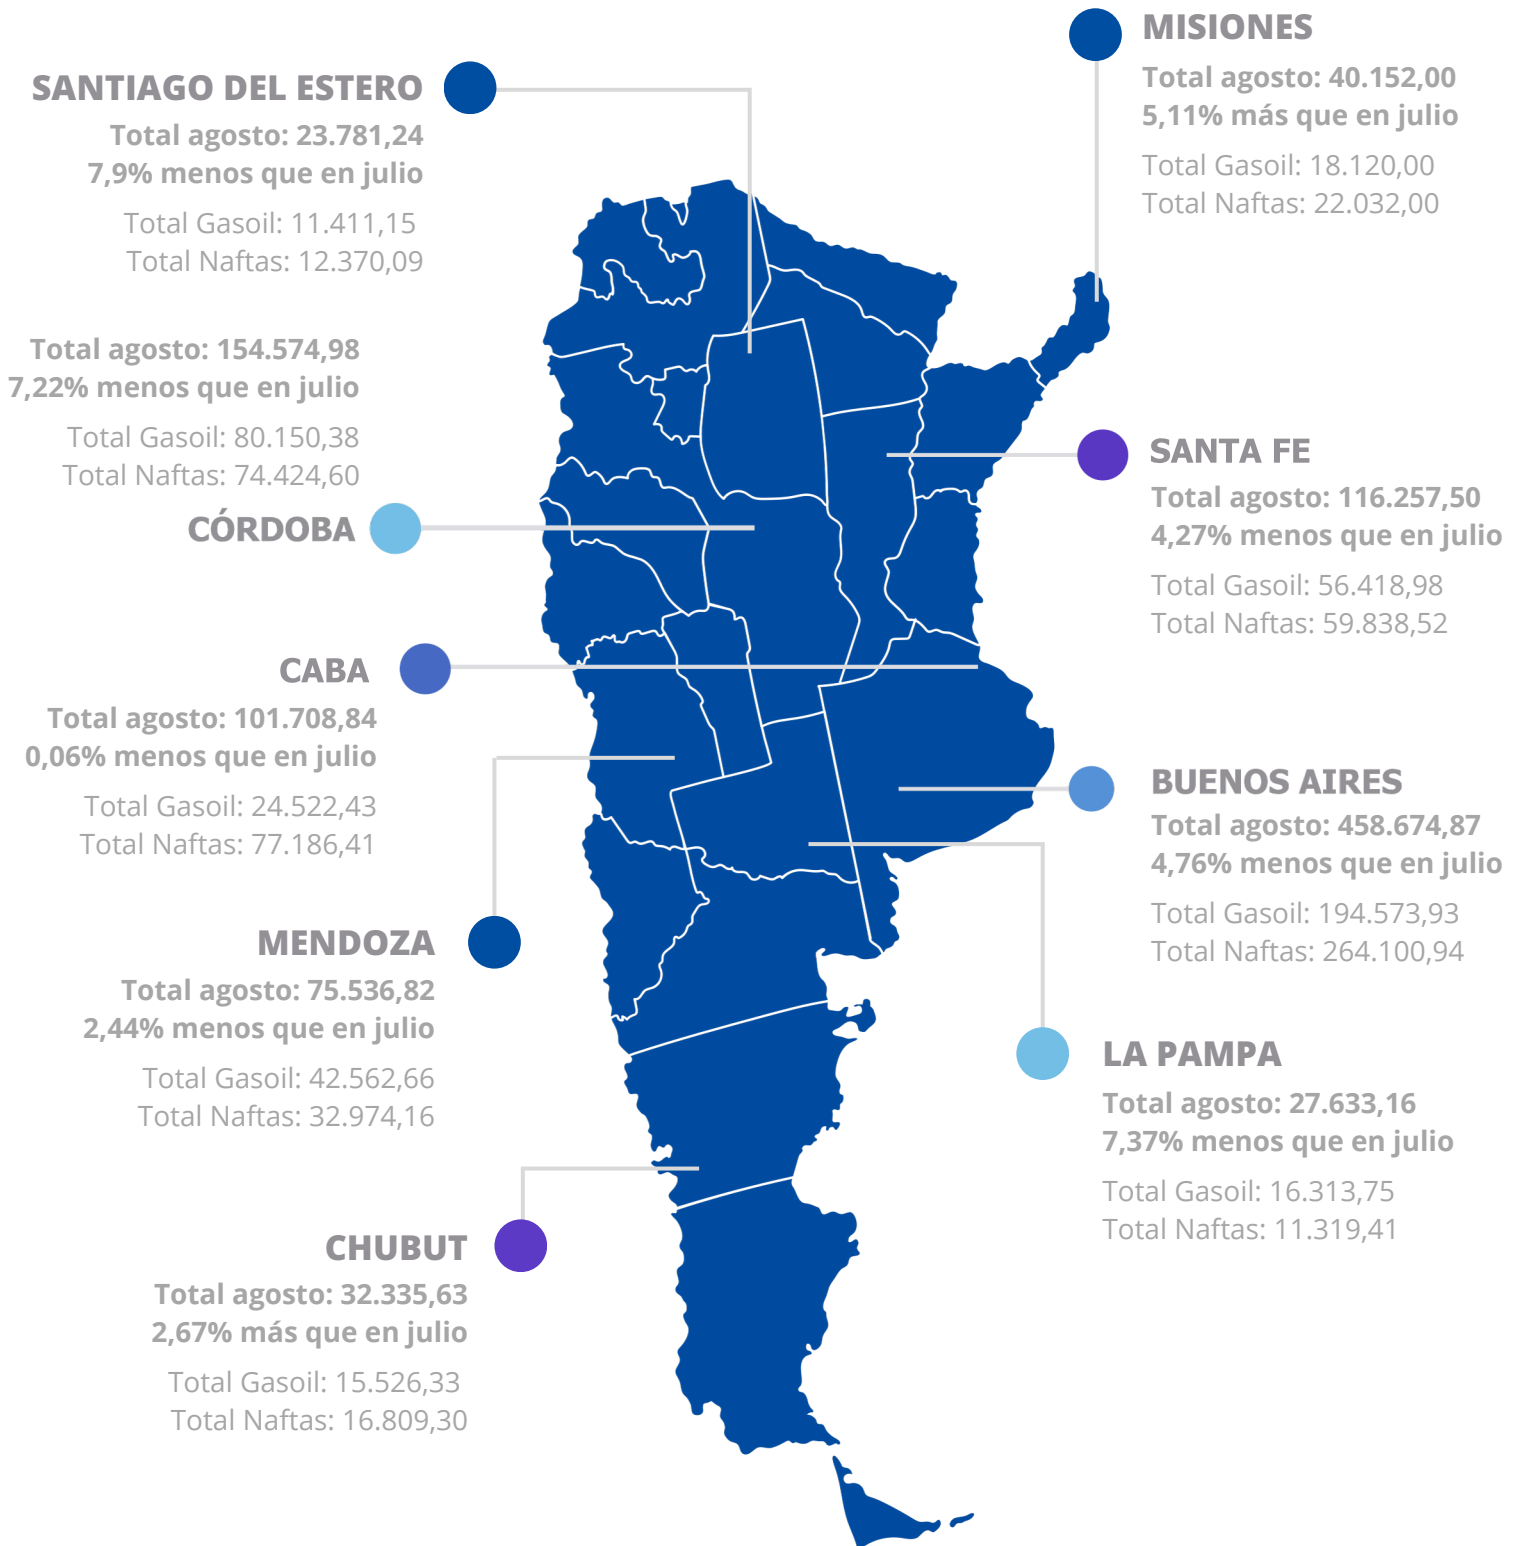 MISIONES
Total agosto: 40.152,00
5,11% más que en julio
Total Gasoil: 18.120,00
Total Naftas: 22.032,00
SANTIAGO DEL ESTERO
Total agosto: 23.781,24
7,9% menos que en julio
Total Gasoil: 11.411,15
Total Naftas: 12.370,09
Total agosto: 154.574,98
7,22% menos que en julio
Total Gasoil: 80.150,38
Total Naftas: 74.424,60
CÓRDOBA
SANTA FE
Total agosto: 116.257,50
4,27% menos que en julio
Total Gasoil: 56.418,98
Total Naftas: 59.838,52
CABA
Total agosto: 101.708,84
0,06% menos que en julio
Total Gasoil: 24.522,43
Total Naftas: 77.186,41
BUENOS AIRES
Total agosto: 458.674,87
4,76% menos que en julio
Total Gasoil: 194.573,93
Total Naftas: 264.100,94
MENDOZA
Total agosto: 75.536,82
2,44% menos que en julio
Total Gasoil: 42.562,66
Total Naftas: 32.974,16
LA PAMPA
Total agosto: 27.633,16
7,37% menos que en julio
Total Gasoil: 16.313,75
Total Naftas: 11.319,41
CHUBUT
Total agosto: 32.335,63
2,67% más que en julio
Total Gasoil: 15.526,33
Total Naftas: 16.809,30